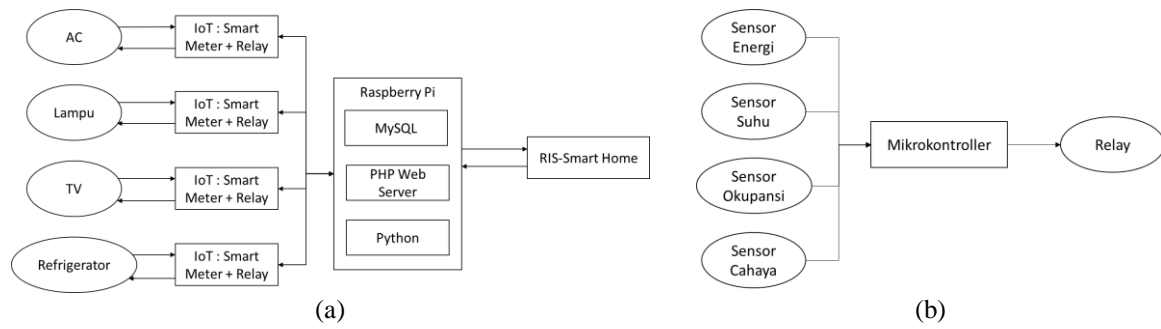 AC
IoT : Smart
Meter + Relay
Lampu
IoT : Smart
Meter + Relay
TV
IoT : Smart
Meter + Relay
Refrigerator
IoT : Smart
Meter + Relay
Raspberry Pi
MySQL
PHP Web
Server
Python
RIS-Smart Home
(a)
Sensor
Energi
Sensor
Suhu
Sensor
Okupansi
Sensor
Cahaya
Mikrokontroller
Relay
(b)